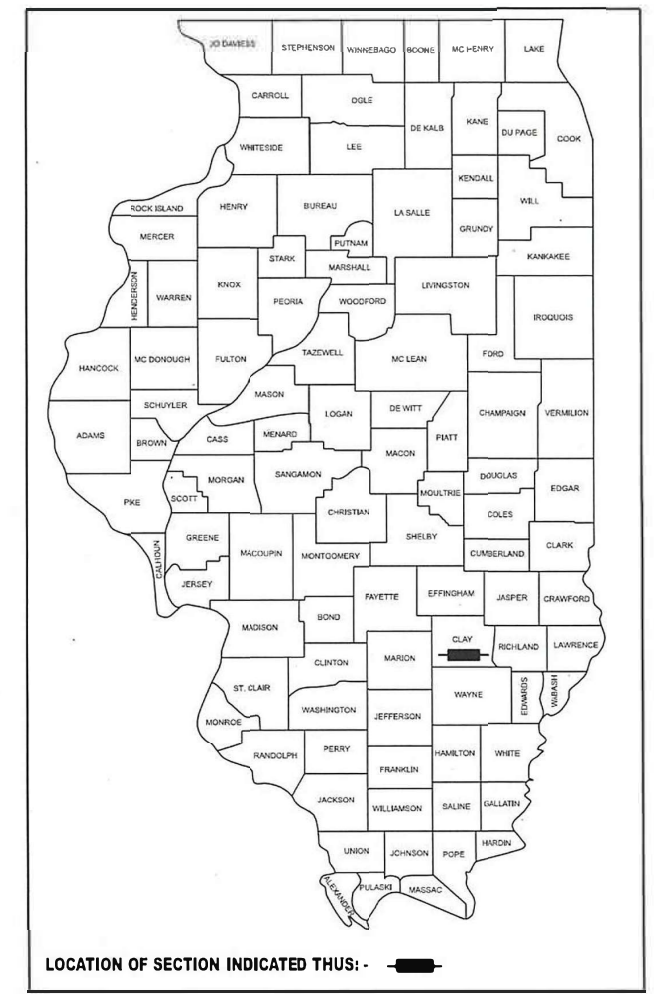 JO DAVIESS STEPHENSON WINNEBAGO BOONE MC HENRY LAKE
CARROLL OGLE DE KALB KANE DU PAGE COOK
WHITESIDE LEE
KENDALL
ROCK ISLAND HENRY BUREAU LA SALLE WILL
MERCER PUTNAM GRUNDY
STARK MARSHALL KANKAKEE
HENDERSON WARREN KNOX PEORIA WOODFORD LIVINGSTON
IROQUOIS
HANCOCK MC DONOUGH FULTON TAZEWELL MC LEAN FORD
SCHUYLER MASON LOGAN DE WITT CHAMPAIGN VERMILION
ADAMS BROWN CASS MENARD PIATT
MACON
MORGAN SANGAMON DOUGLAS
PKE SCOTT MOULTRIE EDGAR
CHRISTIAN COLES
GREENE SHELBY
CALHOUN MACOUPIN MONTGOMERY CUMBERLAND CLARK
JERSEY
FAYETTE EFFINGHAM JASPER CRAWFORD
MADISON BOND
CLAY RICHLAND LAWRENCE
CLINTON MARION
ST. CLAIR WAYNE EDWARDS WABASH
WASHINGTON JEFFERSON
MONROE
RANDOLPH PERRY HAMILTON WHITE
FRANKLIN
JACKSON WILLIAMSON SALINE GALLATIN
UNION JOHNSON POPE HARDIN
ALEXANDER PULASKI MASSAC
LOCATION OF SECTION INDICATED THUS: -